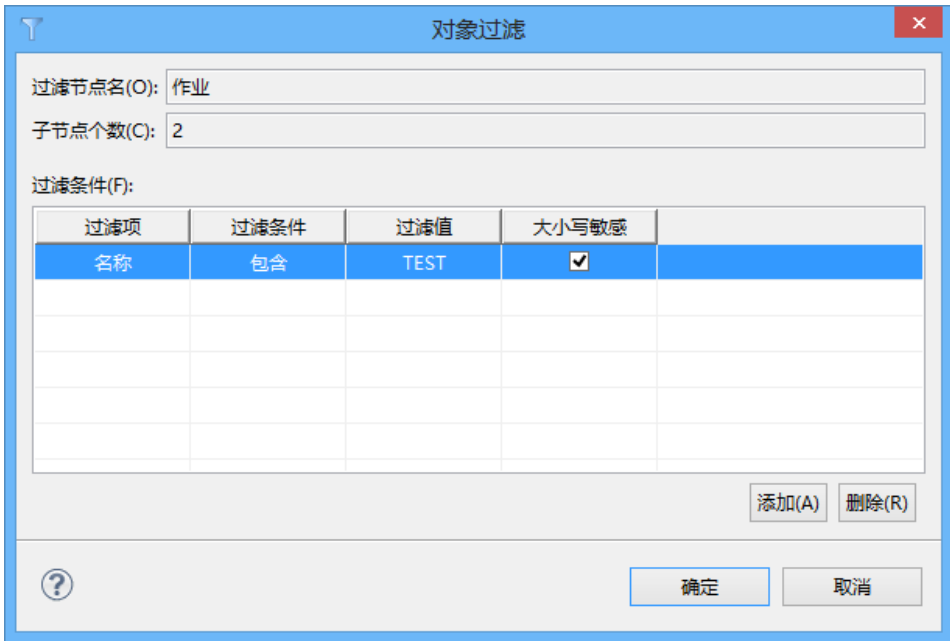 对象过滤
过滤节点名(O): 作业
子节点个数(C): 2
过滤条件(F):
过滤项 过滤条件 过滤值 大小写敏感
名称 包含 TEST
添加(A) 删除(R)
确定 取消